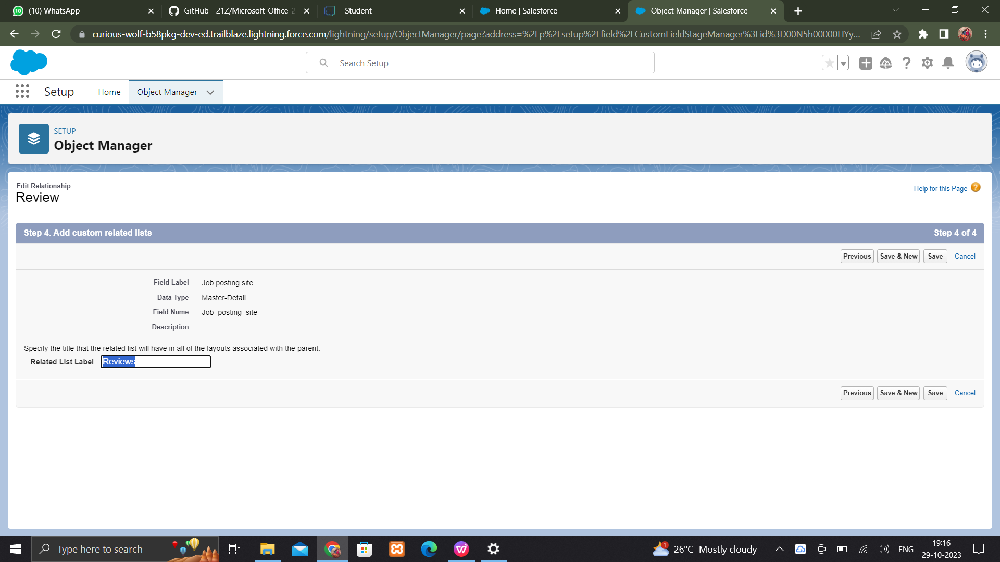 (10) WhatsApp
GitHub - 21Z/Microsoft-Office-2
- Student
Home | Salesforce
Object Manager | Salesforce
curious-wolf-b58pkg-dev-ed.trailblaze.lightning.force.com/lightning/setup/ObjectManager/page?address=%2Fp%2Fsetup%2Ffield%2FCustomFieldStageManager%3Fid%3D00N5h00000HYy...
Search Setup
Setup
Home
Object Manager
SETUP
Object Manager
Edit Relationship
Review
Help for this Page
Step 4. Add custom related lists
Step 4 of 4
Previous Save & New Save Cancel
Field Label Job posting site
Data Type Master-Detail
Field Name Job_posting_site
Description
Specify the title that the related list will have in all of the layouts associated with the parent.
Related List Label Reviews
Previous Save & New Save Cancel
Type here to search
1
26°C Mostly cloudy
ENG
19:16
29-10-2023